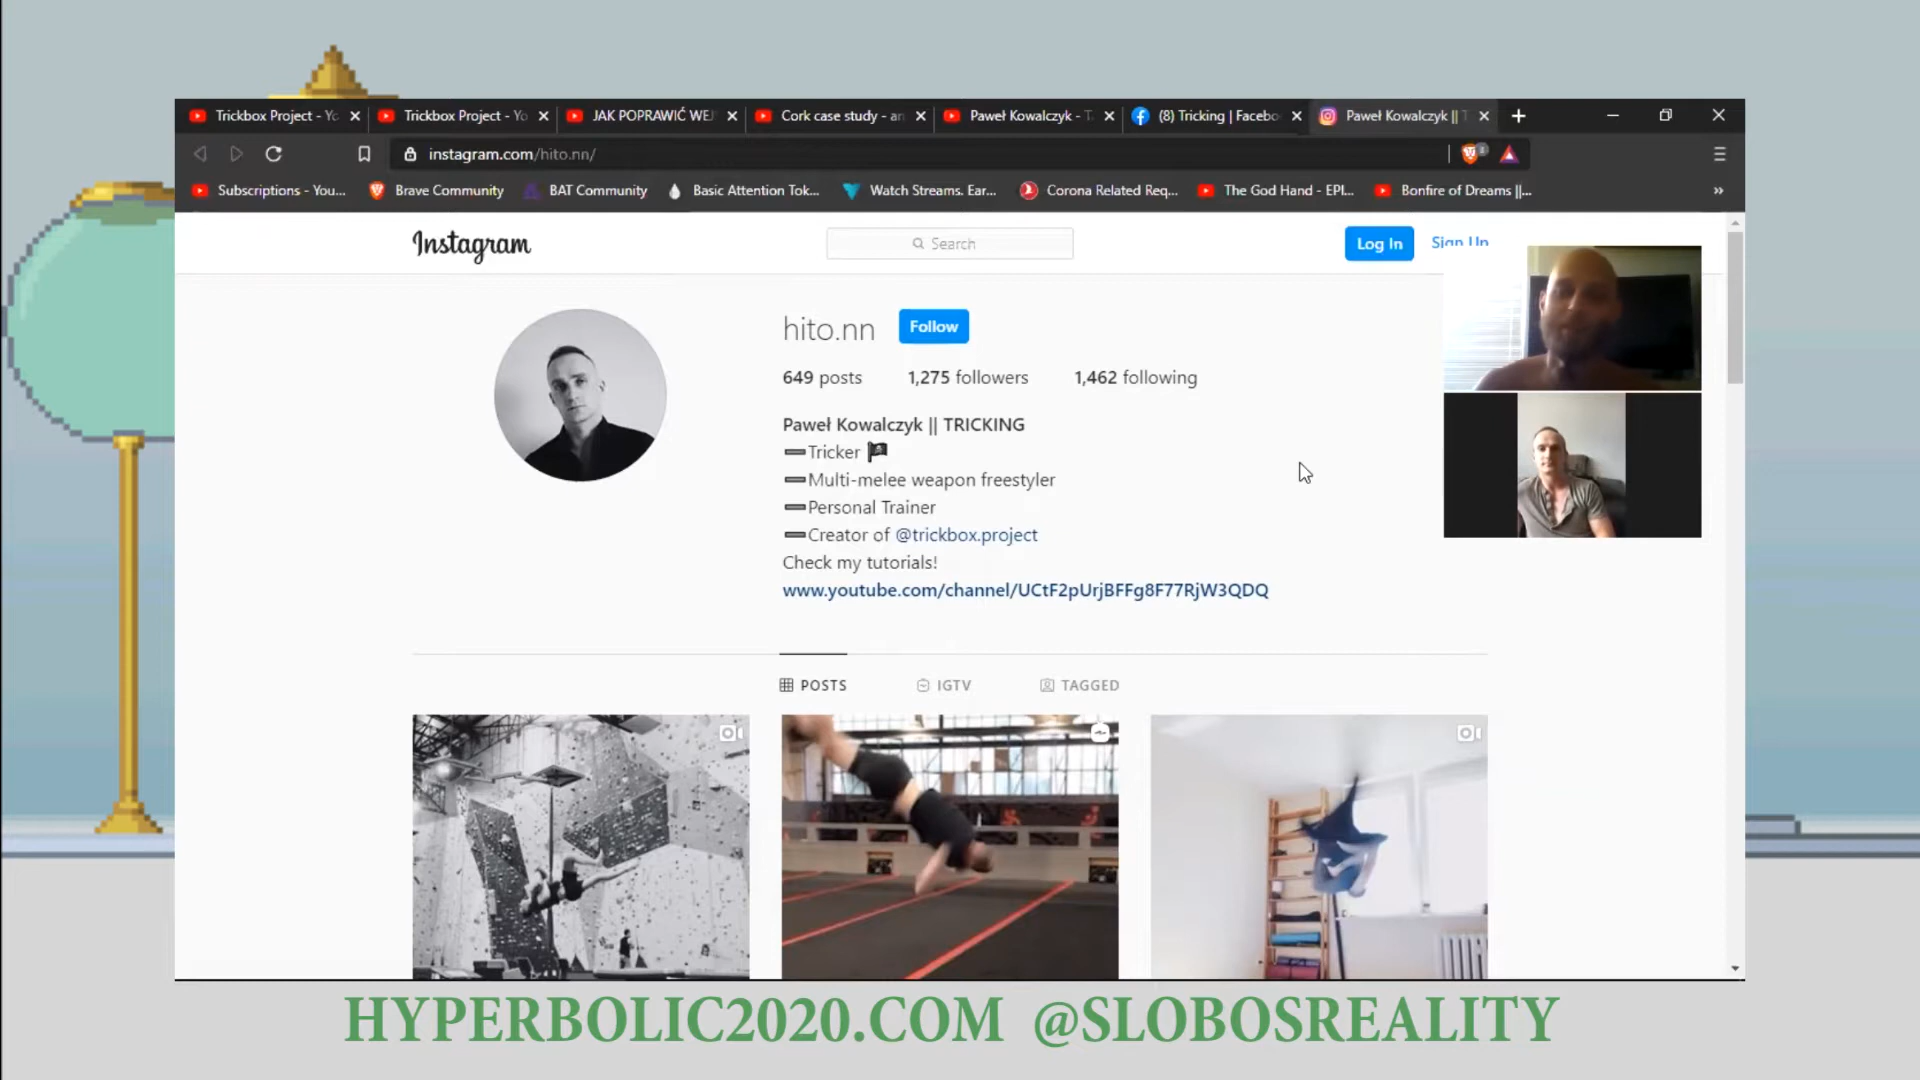 Trickbox Project - Yo
Trickbox Project - Yo
JAK POPRAWIĆ WEJ
Cork case study - an
Paweł Kowalczyk - T
(8) Tricking | Facebo
Paweł Kowalczyk || T
instagram.com/hito.nn/
Subscriptions - You...
Brave Community
BAT Community
Basic Attention Tok...
Watch Streams. Ear...
Corona Related Req...
The God Hand - EPI...
Bonfire of Dreams ||...
Instagram
Search
Log In
Sign Up
hito.nn
Follow
649 posts
1,275 followers
1,462 following
Paweł Kowalczyk || TRICKING
Tricker
Multi-melee weapon freestyler
Personal Trainer
Creator of @trickbox.project
Check my tutorials!
www.youtube.com/channel/UCtF2pUrjBFFg8F77RjW3QDQ
POSTS
IGTV
TAGGED
HYPERBOLIC2020.COM @SLOBOSREALITY